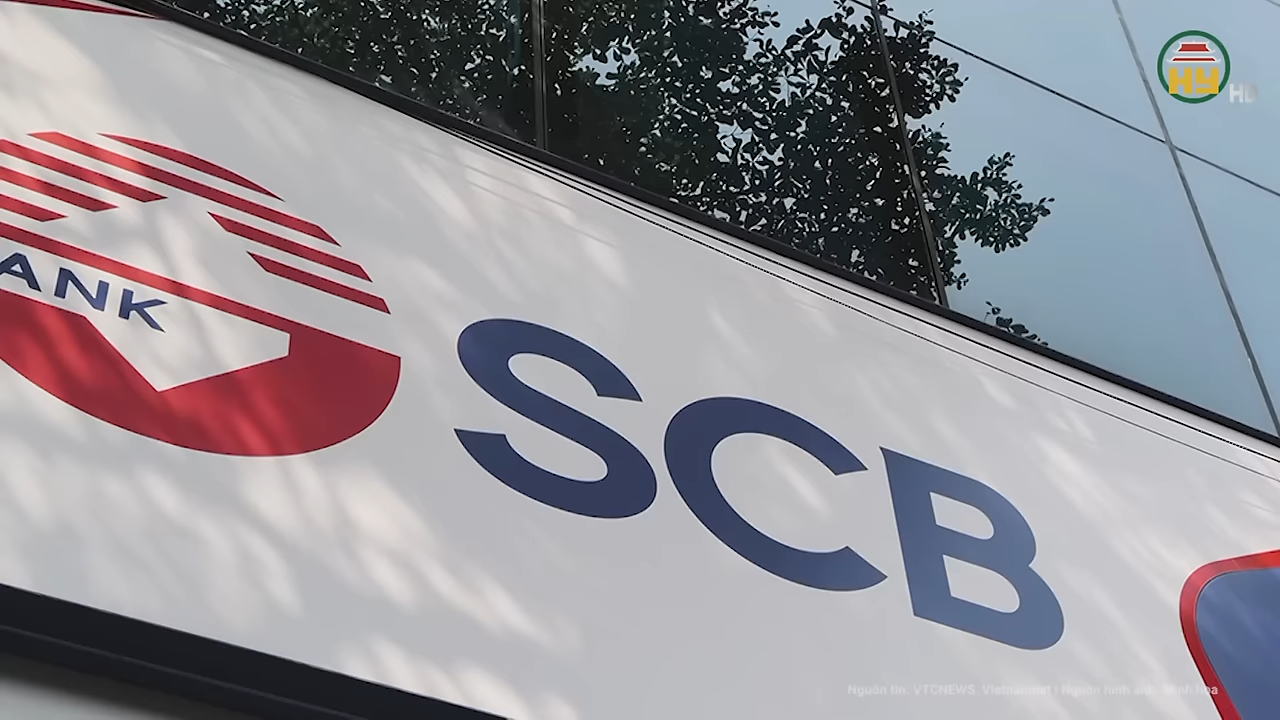 HY
HD
ANK
SCB
Nguồn tin: VTCNEWS, Vietnamnet | Nguồn hình ảnh: Minh họa